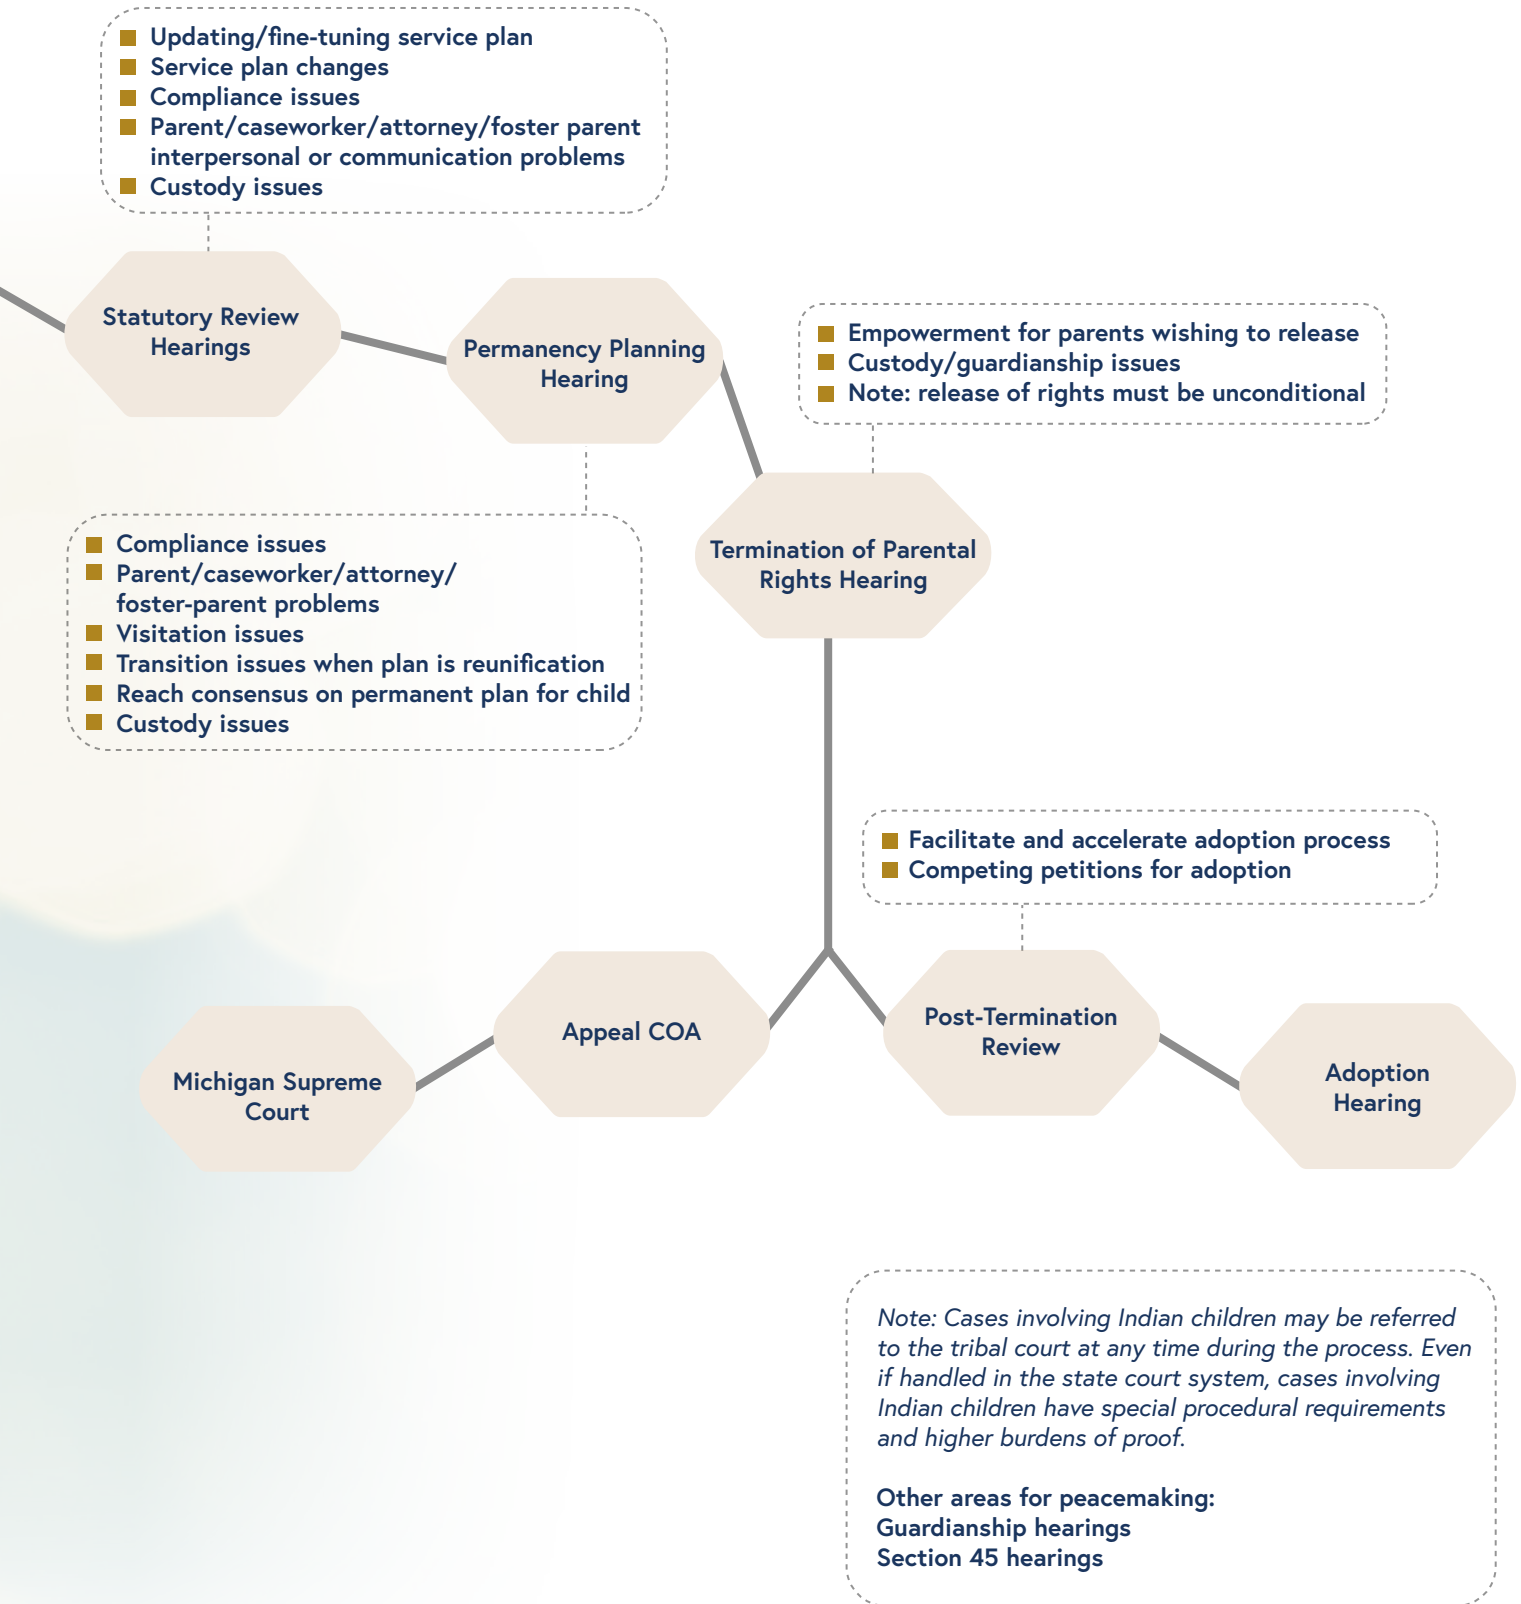 Updating/fine-tuning service plan
Service plan changes
Compliance issues
Parent/caseworker/attorney/foster parent
interpersonal or communication problems
Custody issues
Statutory Review
Hearings
Permanency Planning
Hearing
Empowerment for parents wishing to release
Custody/guardianship issues
Note: release of rights must be unconditional
Termination of Parental
Rights Hearing
Compliance issues
Parent/caseworker/attorney/
foster-parent problems
Visitation issues
Transition issues when plan is reunification
Reach consensus on permanent plan for child
Custody issues
Facilitate and accelerate adoption process
Competing petitions for adoption
Michigan Supreme
Court
Appeal COA
Post-Termination
Review
Adoption
Hearing
Note: Cases involving Indian children may be referred
to the tribal court at any time during the process. Even
if handled in the state court system, cases involving
Indian children have special procedural requirements
and higher burdens of proof.
Other areas for peacemaking:
Guardianship hearings
Section 45 hearings